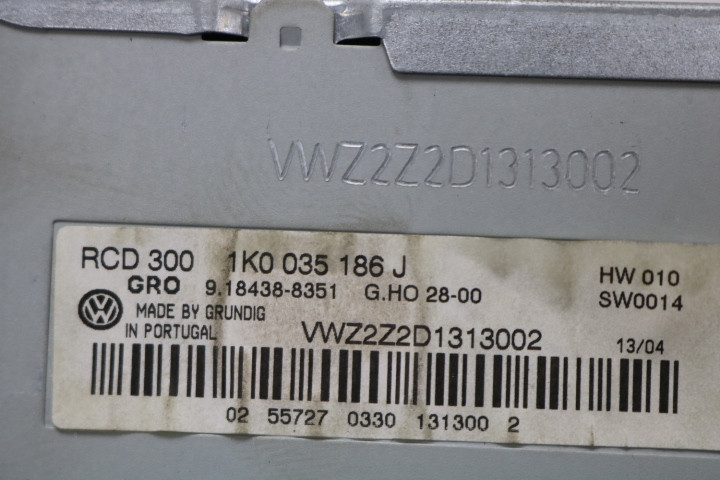 VWZ2Z2D1313002
RCD 300 1K0 035 186 J
GRO 9.18438-8351 G.HO 28-00
HW 010
SW0014
MADE BY GRUNDIG
IN PORTUGAL
VWZ2Z2D1313002
13/04
02 55727 0330 131300 2